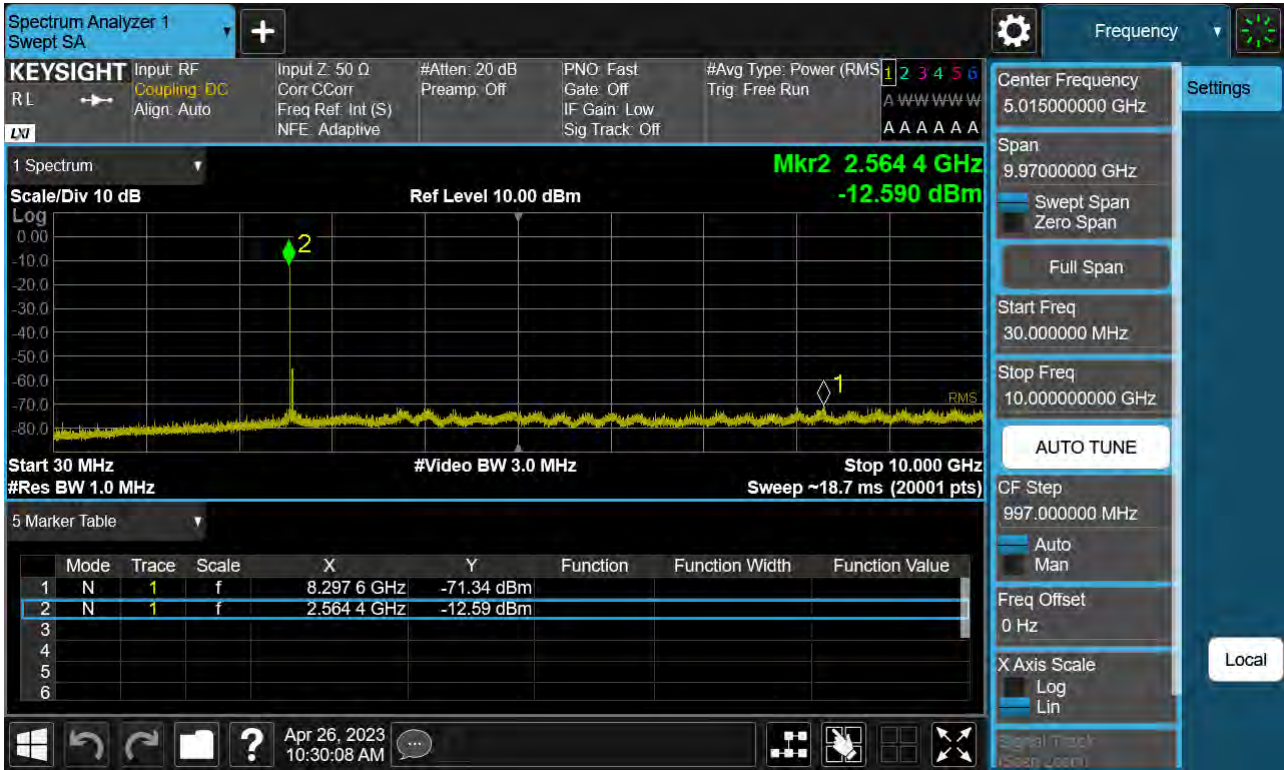 Spectrum Analyzer 1
Swept SA
Frequency
KEYSIGHT
RL
LXI
Input: RF
Coupling: DC
Align: Auto
Input Z: 50 Ω
Corr CCorr
Freq Ref: Int (S)
NFE: Adaptive
#Atten: 20 dB
Preamp: Off
PNO: Fast
Gate: Off
IF Gain: Low
Sig Track: Off
#Avg Type: Power (RMS
Trig: Free Run
1 2 3 4 5 6
A W W W W W
A A A A A A
1 Spectrum
Mkr2 2.564 4 GHz
Scale/Div 10 dB
Ref Level 10.00 dBm
-12.590 dBm
Log
0.00
-10.0
-20.0
-30.0
-40.0
-50.0
-60.0
-70.0
-80.0
2
1
RMS
Start 30 MHz
#Video BW 3.0 MHz
Stop 10.000 GHz
#Res BW 1.0 MHz
Sweep ~18.7 ms (20001 pts)
5 Marker Table
Mode Trace Scale X Y Function Function Width Function Value
1 N 1 f 8.297 6 GHz -71.34 dBm
2 N 1 f 2.564 4 GHz -12.59 dBm
3
4
5
6
?
Apr 26, 2023
10:30:08 AM
Center Frequency
5.015000000 GHz
Span
9.97000000 GHz
Swept Span
Zero Span
Full Span
Start Freq
30.000000 MHz
Stop Freq
10.000000000 GHz
AUTO TUNE
CF Step
997.000000 MHz
Auto
Man
Freq Offset
0 Hz
X Axis Scale
Log
Lin
Signal Track
(Span Zoom)
Settings
Local